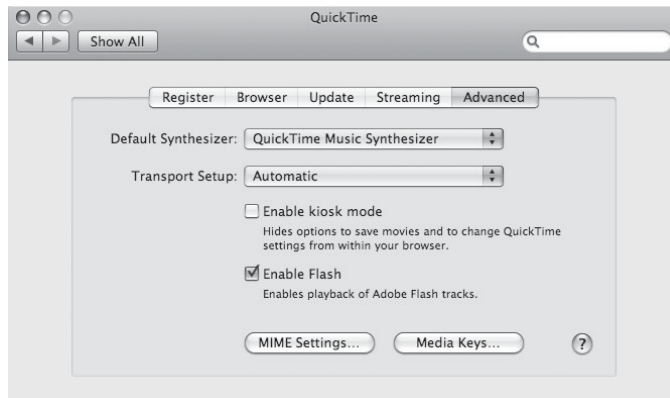 QuickTime
Show All
Register Browser Update Streaming Advanced
Default Synthesizer: QuickTime Music Synthesizer
Transport Setup: Automatic
Enable kiosk mode
Hides options to save movies and to change QuickTime
settings from within your browser.
Enable Flash
Enables playback of Adobe Flash tracks.
MIME Settings... Media Keys... ?